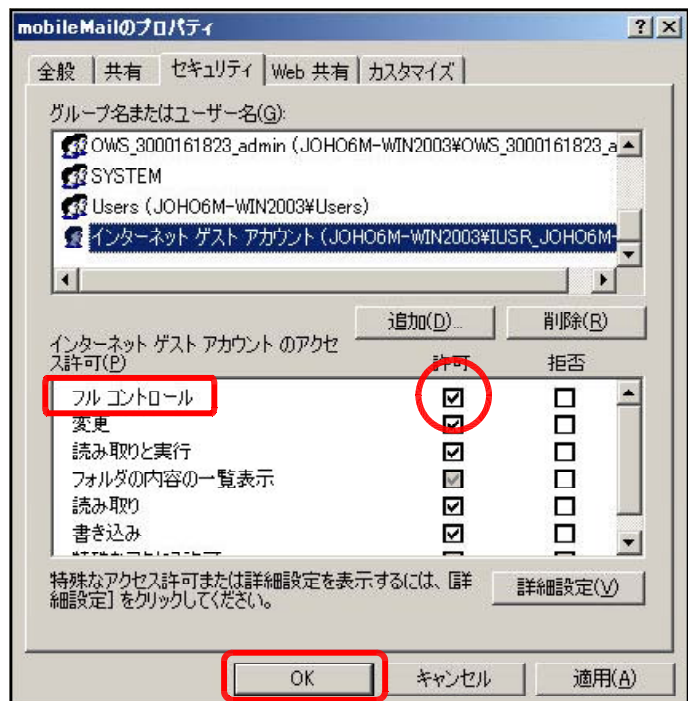 mobileMailのプロパティ
全般 共有 セキュリティ Web 共有 カスタマイズ
グループ名またはユーザー名(G):
OWS_3000161823_admin (JOHO6M-WIN2003¥OWS_3000161823_a
SYSTEM
Users (JOHO6M-WIN2003¥Users)
インターネット ゲスト アカウント (JOHO6M-WIN2003¥IUSR_JOHO6M-
追加(D)... 削除(R)
インターネット ゲスト アカウント のアクセ
ス許可(P) 許可 拒否
フル コントロール
変更
読み取りと実行
フォルダの内容の一覧表示
読み取り
書き込み
特殊なアクセス許可または詳細設定を表示するには、[詳
細設定] をクリックしてください。
詳細設定(V)
OK キャンセル 適用(A)